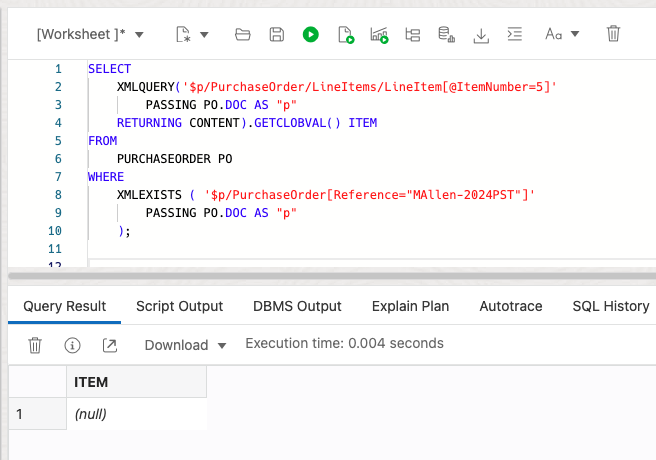 [Worksheet ]*
Aa
1 SELECT
2 XMLQUERY('$p/PurchaseOrder/LineItems/LineItem[@ItemNumber=5]'
3 PASSING PO.DOC AS "p"
4 RETURNING CONTENT).GETCLOBVAL() ITEM
5 FROM
6 PURCHASEORDER PO
7 WHERE
8 XMLEXISTS ( '$p/PurchaseOrder[Reference="MAllen-2024PST"]'
9 PASSING PO.DOC AS "p"
10 );
11
12
Query Result Script Output DBMS Output Explain Plan Autotrace SQL History
Download Execution time: 0.004 seconds
ITEM
1 (null)